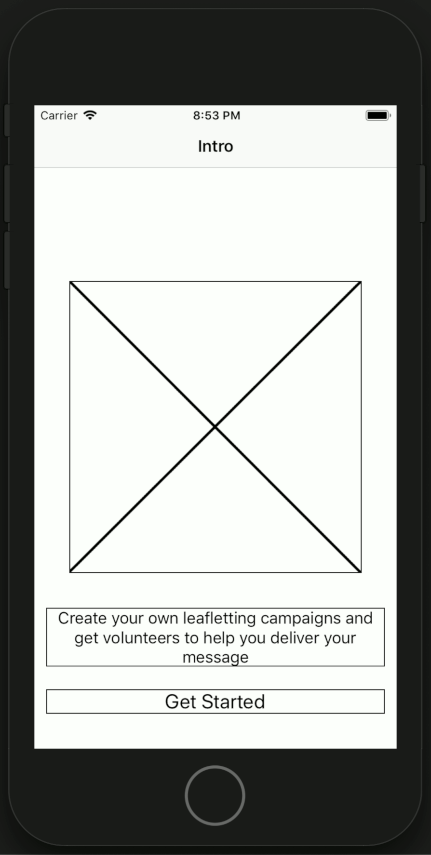 Carrier 8:53 PM
Intro
Create your own leafletting campaigns and
get volunteers to help you deliver your
message
Get Started